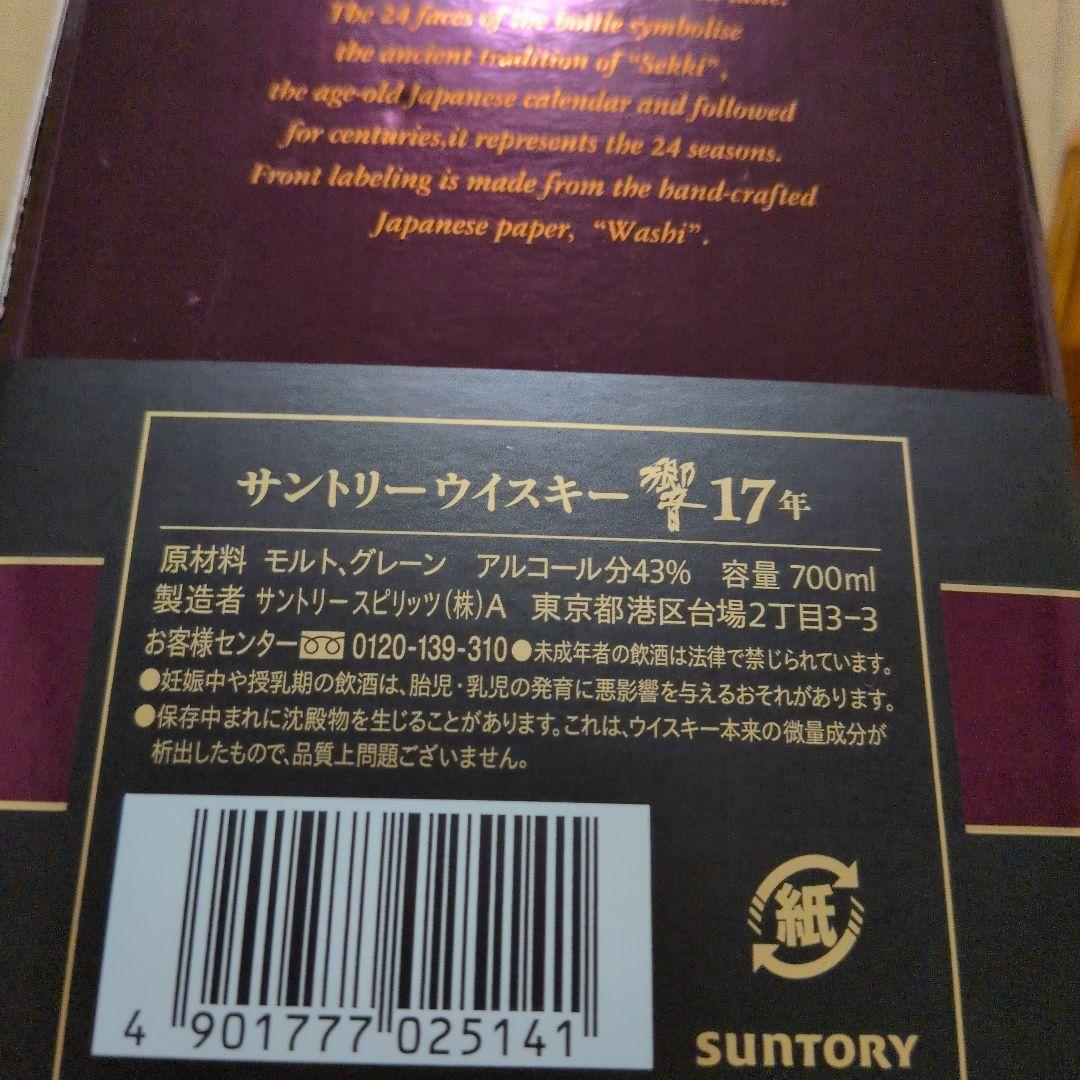 taste.
The 24 faces of the bottle symbolise
the ancient tradition of “Sekki”,
the age-old Japanese calendar and followed
for centuries,it represents the 24 seasons.
Front labeling is made from the hand-crafted
Japanese paper, “Washi”.
サントリーウイスキー 響 17年
原材料 モルト、グレーン アルコール分43% 容量 700ml
製造者 サントリースピリッツ(株)A 東京都港区台場2丁目3-3
お客様センター 0120-139-310 ●未成年者の飲酒は法律で禁じられています。
●妊娠中や授乳期の飲酒は、胎児・乳児の発育に悪影響を与えるおそれがあります。
●保存中まれに沈殿物を生じることがあります。これは、ウイスキー本来の微量成分が
析出したもので、品質上問題ございません。
紙
4 901777 025141
SUNTORY